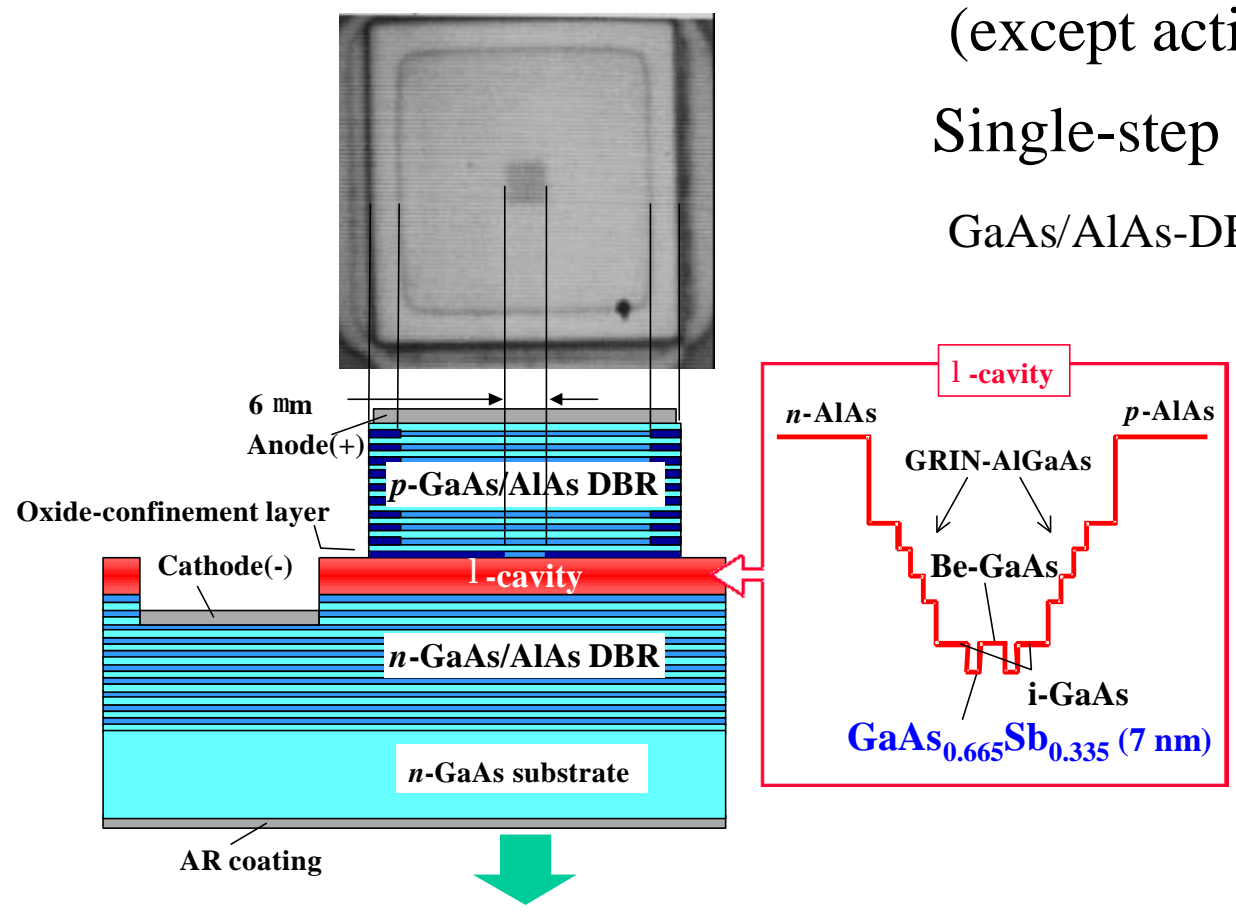 (except acti
Single-step
GaAs/AlAs-DB
6 mm
Anode(+)
p-GaAs/AlAs DBR
Oxide-confinement layer
Cathode(-)
l -cavity
n-GaAs/AlAs DBR
n-GaAs substrate
AR coating
l -cavity
n-AlAs
p-AlAs
GRIN-AlGaAs
Be-GaAs
i-GaAs
GaAs0.665Sb0.335 (7 nm)